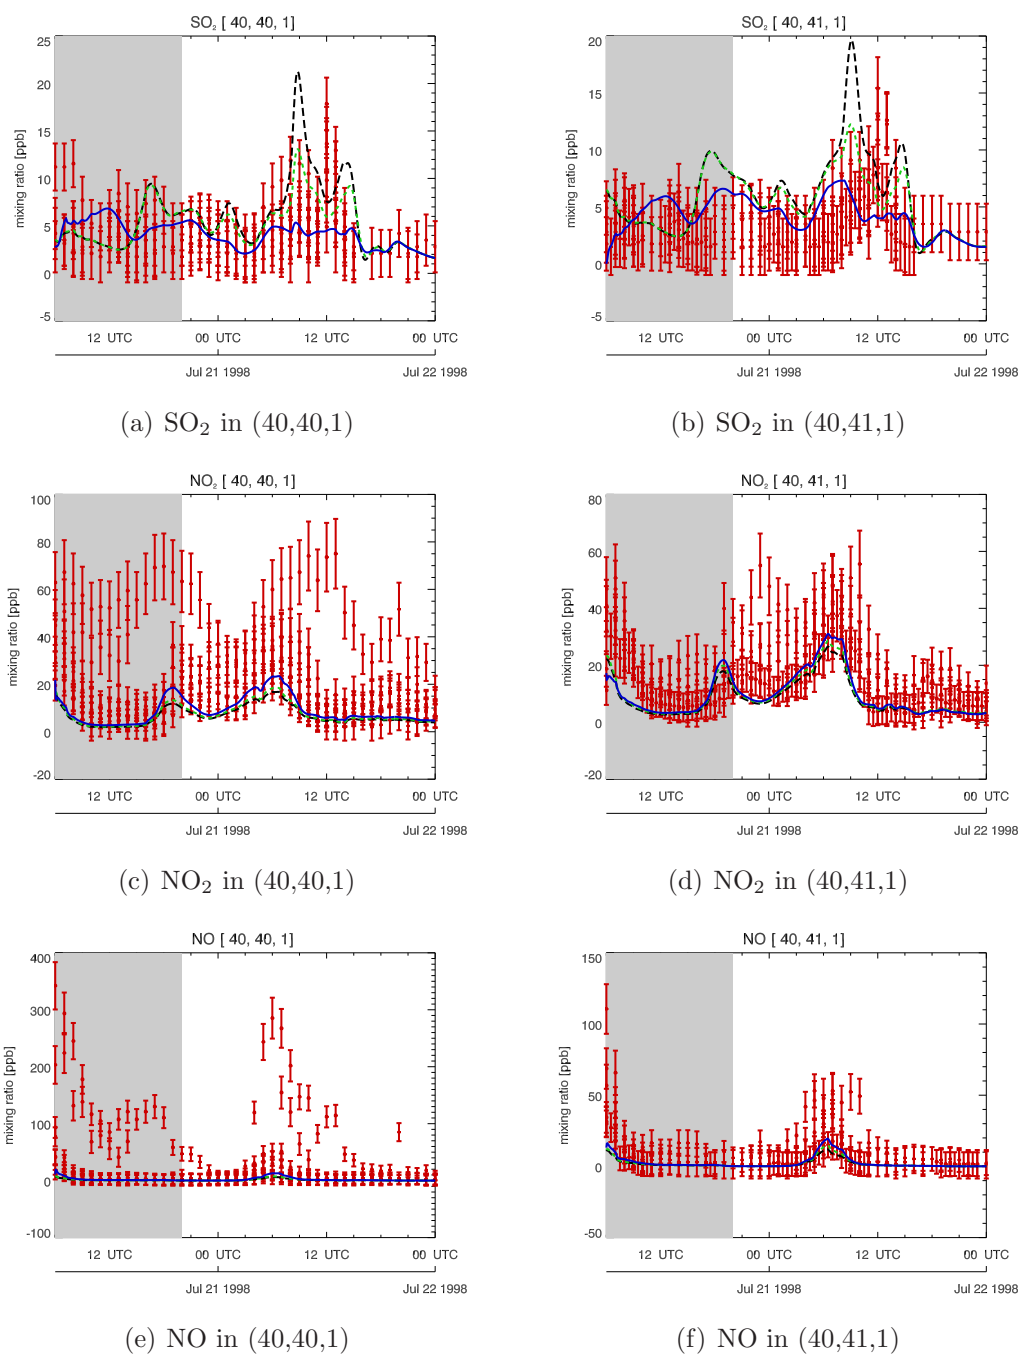 SO₂ [ 40, 40, 1]
mixing ratio [ppb]
25
20
15
10
5
0
-5
12 UTC
00 UTC
12 UTC
00 UTC
Jul 21 1998
Jul 22 1998
(a) SO₂ in (40,40,1)
SO₂ [ 40, 41, 1]
mixing ratio [ppb]
20
15
10
5
0
-5
12 UTC
00 UTC
12 UTC
00 UTC
Jul 21 1998
Jul 22 1998
(b) SO₂ in (40,41,1)
NO₂ [ 40, 40, 1]
mixing ratio [ppb]
100
80
60
40
20
0
-20
12 UTC
00 UTC
12 UTC
00 UTC
Jul 21 1998
Jul 22 1998
(c) NO₂ in (40,40,1)
NO₂ [ 40, 41, 1]
mixing ratio [ppb]
80
60
40
20
0
-20
12 UTC
00 UTC
12 UTC
00 UTC
Jul 21 1998
Jul 22 1998
(d) NO₂ in (40,41,1)
NO [ 40, 40, 1]
mixing ratio [ppb]
400
300
200
100
0
-100
12 UTC
00 UTC
12 UTC
00 UTC
Jul 21 1998
Jul 22 1998
(e) NO in (40,40,1)
NO [ 40, 41, 1]
mixing ratio [ppb]
150
100
50
0
-50
12 UTC
00 UTC
12 UTC
00 UTC
Jul 21 1998
Jul 22 1998
(f) NO in (40,41,1)